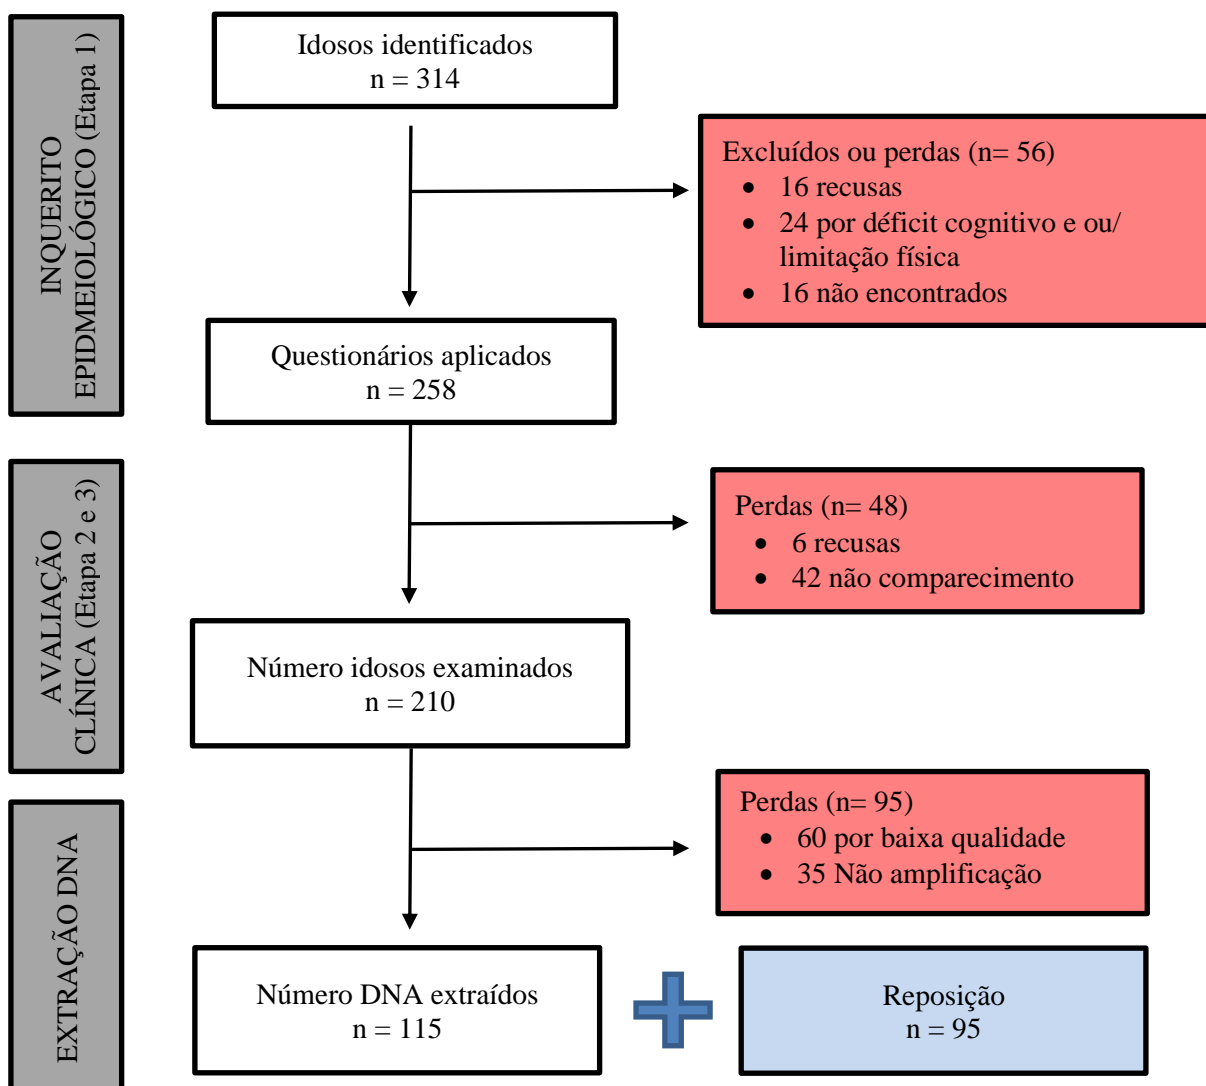 Idosos identificados
n = 314
INQUERITO
EPIDMEIOLÓGICO (Etapa 1)
Excluídos ou perdas (n= 56)
• 16 recusas
• 24 por déficit cognitivo e ou/
limitação física
• 16 não encontrados
Questionários aplicados
n = 258
AVALIAÇÃO
CLÍNICA (Etapa 2 e 3)
Perdas (n= 48)
• 6 recusas
• 42 não comparecimento
Número idosos examinados
n = 210
EXTRAÇÃO DNA
Perdas (n= 95)
• 60 por baixa qualidade
• 35 Não amplificação
Número DNA extraídos
n = 115
Reposição
n = 95